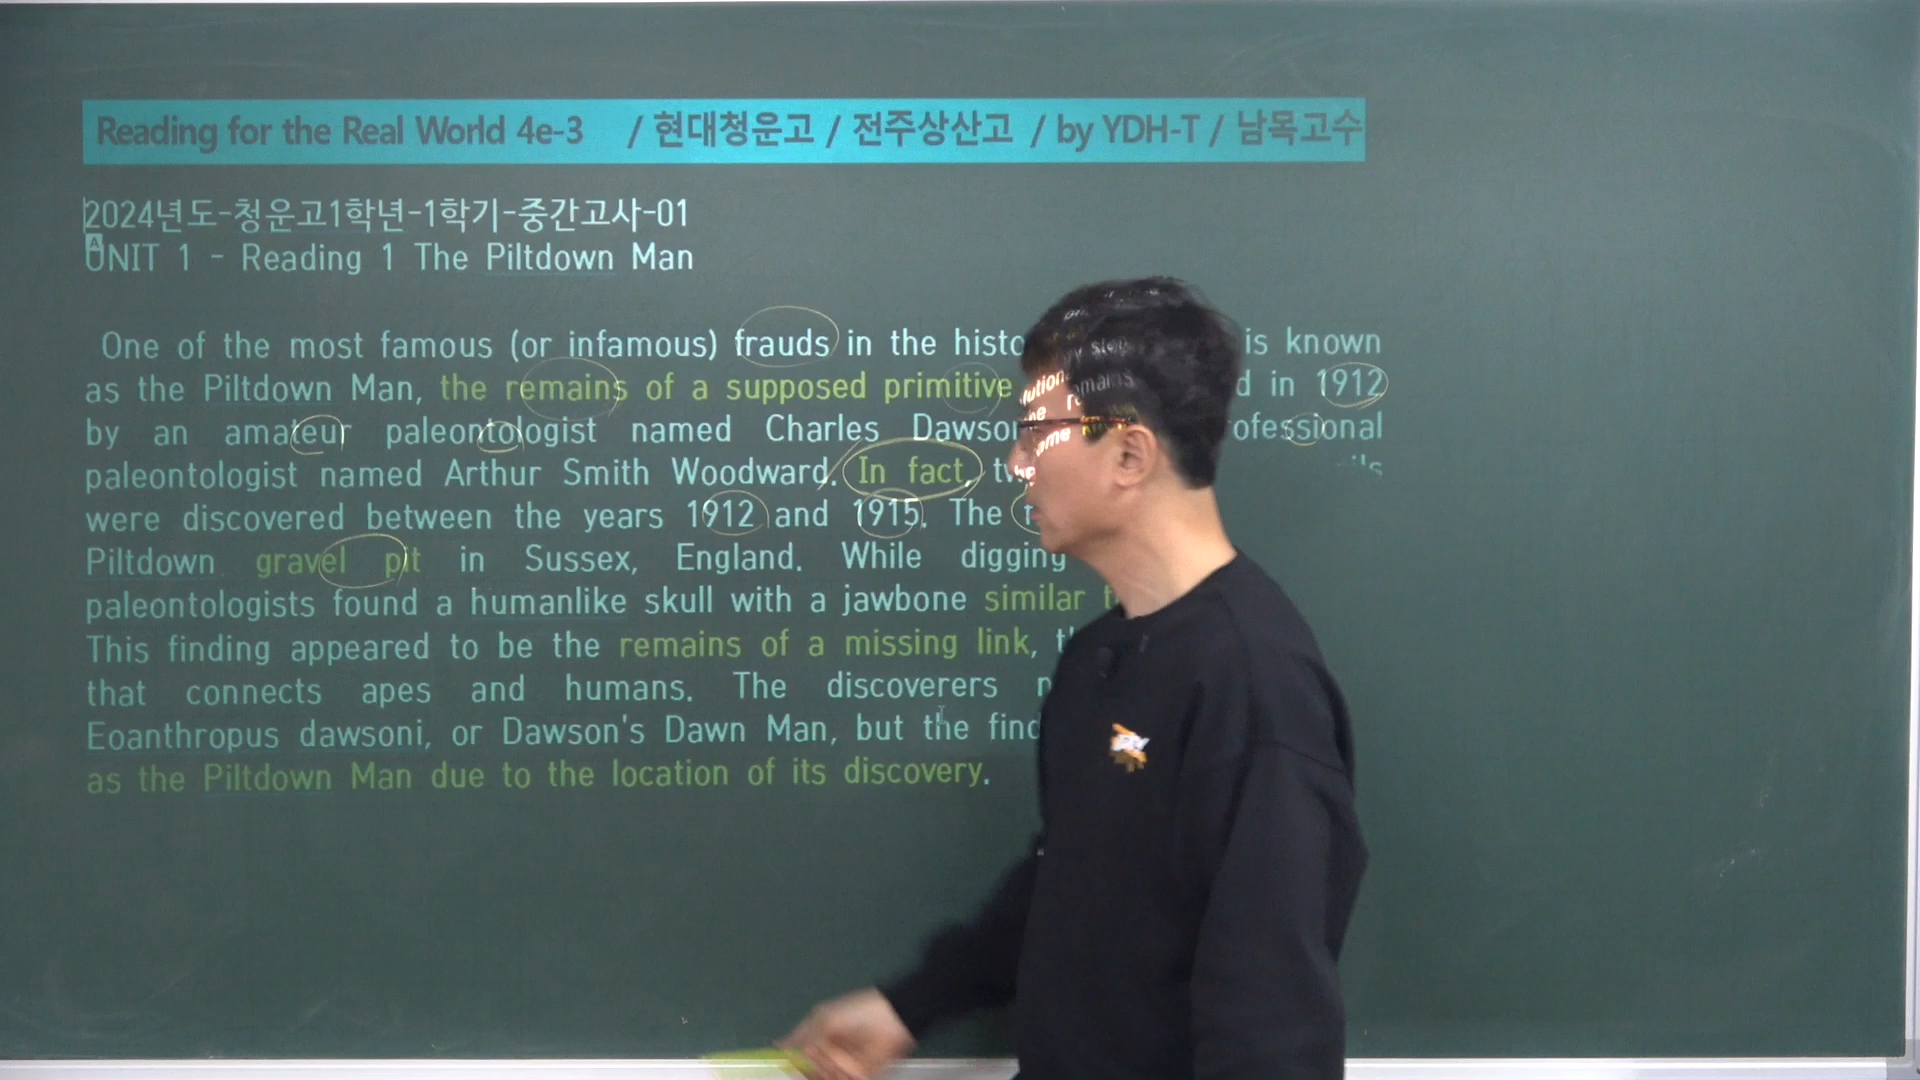 Reading for the Real World 4e-3 / 현대청운고 / 전주상산고 / by YDH-T / 남목고수
2024년도-청운고1학년-1학기-중간고사-01
UNIT 1 - Reading 1 The Piltdown Man
One of the most famous (or infamous) frauds in the is known
as the Piltdown Man, the remains of a supposed primitive in 1912
by an amateur paleontologist named Charles
paleontologist named Arthur Smith Woodward. In fact,
were discovered between the years 1912 and 1915. The
Piltdown gravel pit in Sussex, England. While digging
paleontologists found a humanlike skull with a jawbone similar
This finding appeared to be the remains of a missing link,
that connects apes and humans. The discoverers
Eoanthropus dawsoni, or Dawson's Dawn Man, but the
as the Piltdown Man due to the location of its discovery.